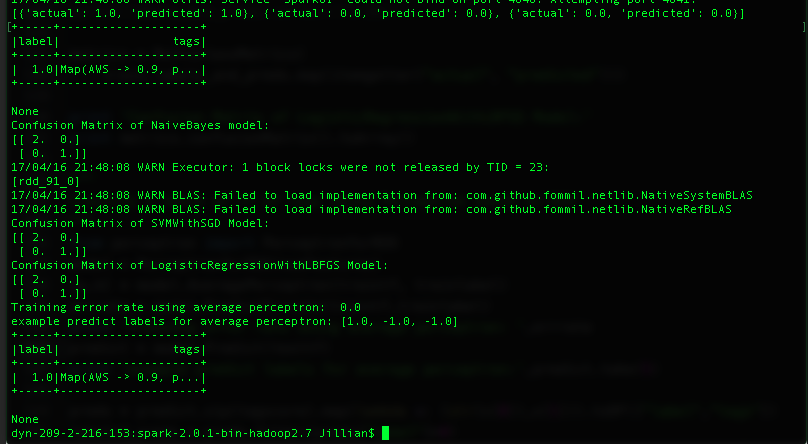 17/04/16 21:48:06 WARN Utils: Service 'SparkUI' could not bind on port 4040. Attempting port 4041.
[{'actual': 1.0, 'predicted': 1.0}, {'actual': 0.0, 'predicted': 0.0}, {'actual': 0.0, 'predicted': 0.0}]
+-----+--------------------+
|label|                tags|
+-----+--------------------+
|  1.0|Map(AWS -> 0.9, p...|
+-----+--------------------+
None
Confusion Matrix of NaiveBayes model:
[[ 2.  0.]
 [ 0.  1.]]
17/04/16 21:48:08 WARN Executor: 1 block locks were not released by TID = 23:
[rdd_91_0]
17/04/16 21:48:08 WARN BLAS: Failed to load implementation from: com.github.fommil.netlib.NativeSystemBLAS
17/04/16 21:48:08 WARN BLAS: Failed to load implementation from: com.github.fommil.netlib.NativeRefBLAS
Confusion Matrix of SVMWithSGD Model:
[[ 2.  0.]
 [ 0.  1.]]
Confusion Matrix of LogisticRegressionWithLBFGS Model:
[[ 2.  0.]
 [ 0.  1.]]
Training error rate using average perceptron:  0.0
example predict labels for average perceptron: [1.0, -1.0, -1.0]
+-----+--------------------+
|label|                tags|
+-----+--------------------+
|  1.0|Map(AWS -> 0.9, p...|
+-----+--------------------+
None
dyn-209-2-216-153:spark-2.0.1-bin-hadoop2.7 Jillian$